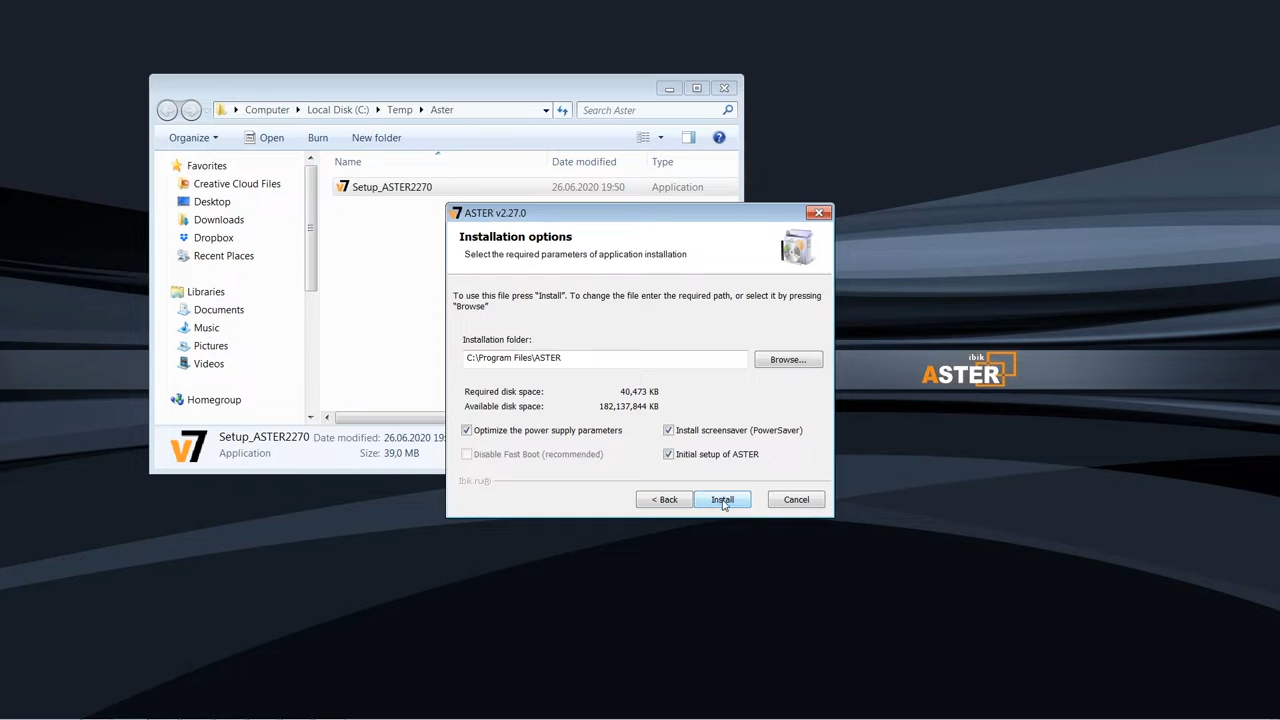 Computer Local Disk (C:) Temp Aster Search Aster
Organize Open Burn New folder
Favorites
Creative Cloud Files
Desktop
Downloads
Dropbox
Recent Places
Libraries
Documents
Music
Pictures
Videos
Homegroup
Name Date modified Type
v7 Setup_ASTER2270 26.06.2020 19:50 Application
v7 Setup_ASTER2270 Date modified: 26.06.2020 19:
Application Size: 39,0 MB
7 ASTER v2.27.0
Installation options
Select the required parameters of application installation
To use this file press "Install". To change the file enter the required path, or select it by pressing
"Browse"
Installation folder:
C:\Program Files\ASTER Browse...
Required disk space: 40,473 KB
Available disk space: 182,137,844 KB
Optimize the power supply parameters Install screensaver (PowerSaver)
Disable Fast Boot (recommended) Initial setup of ASTER
Ibik.ru®
< Back Install Cancel
ibik
ASTER